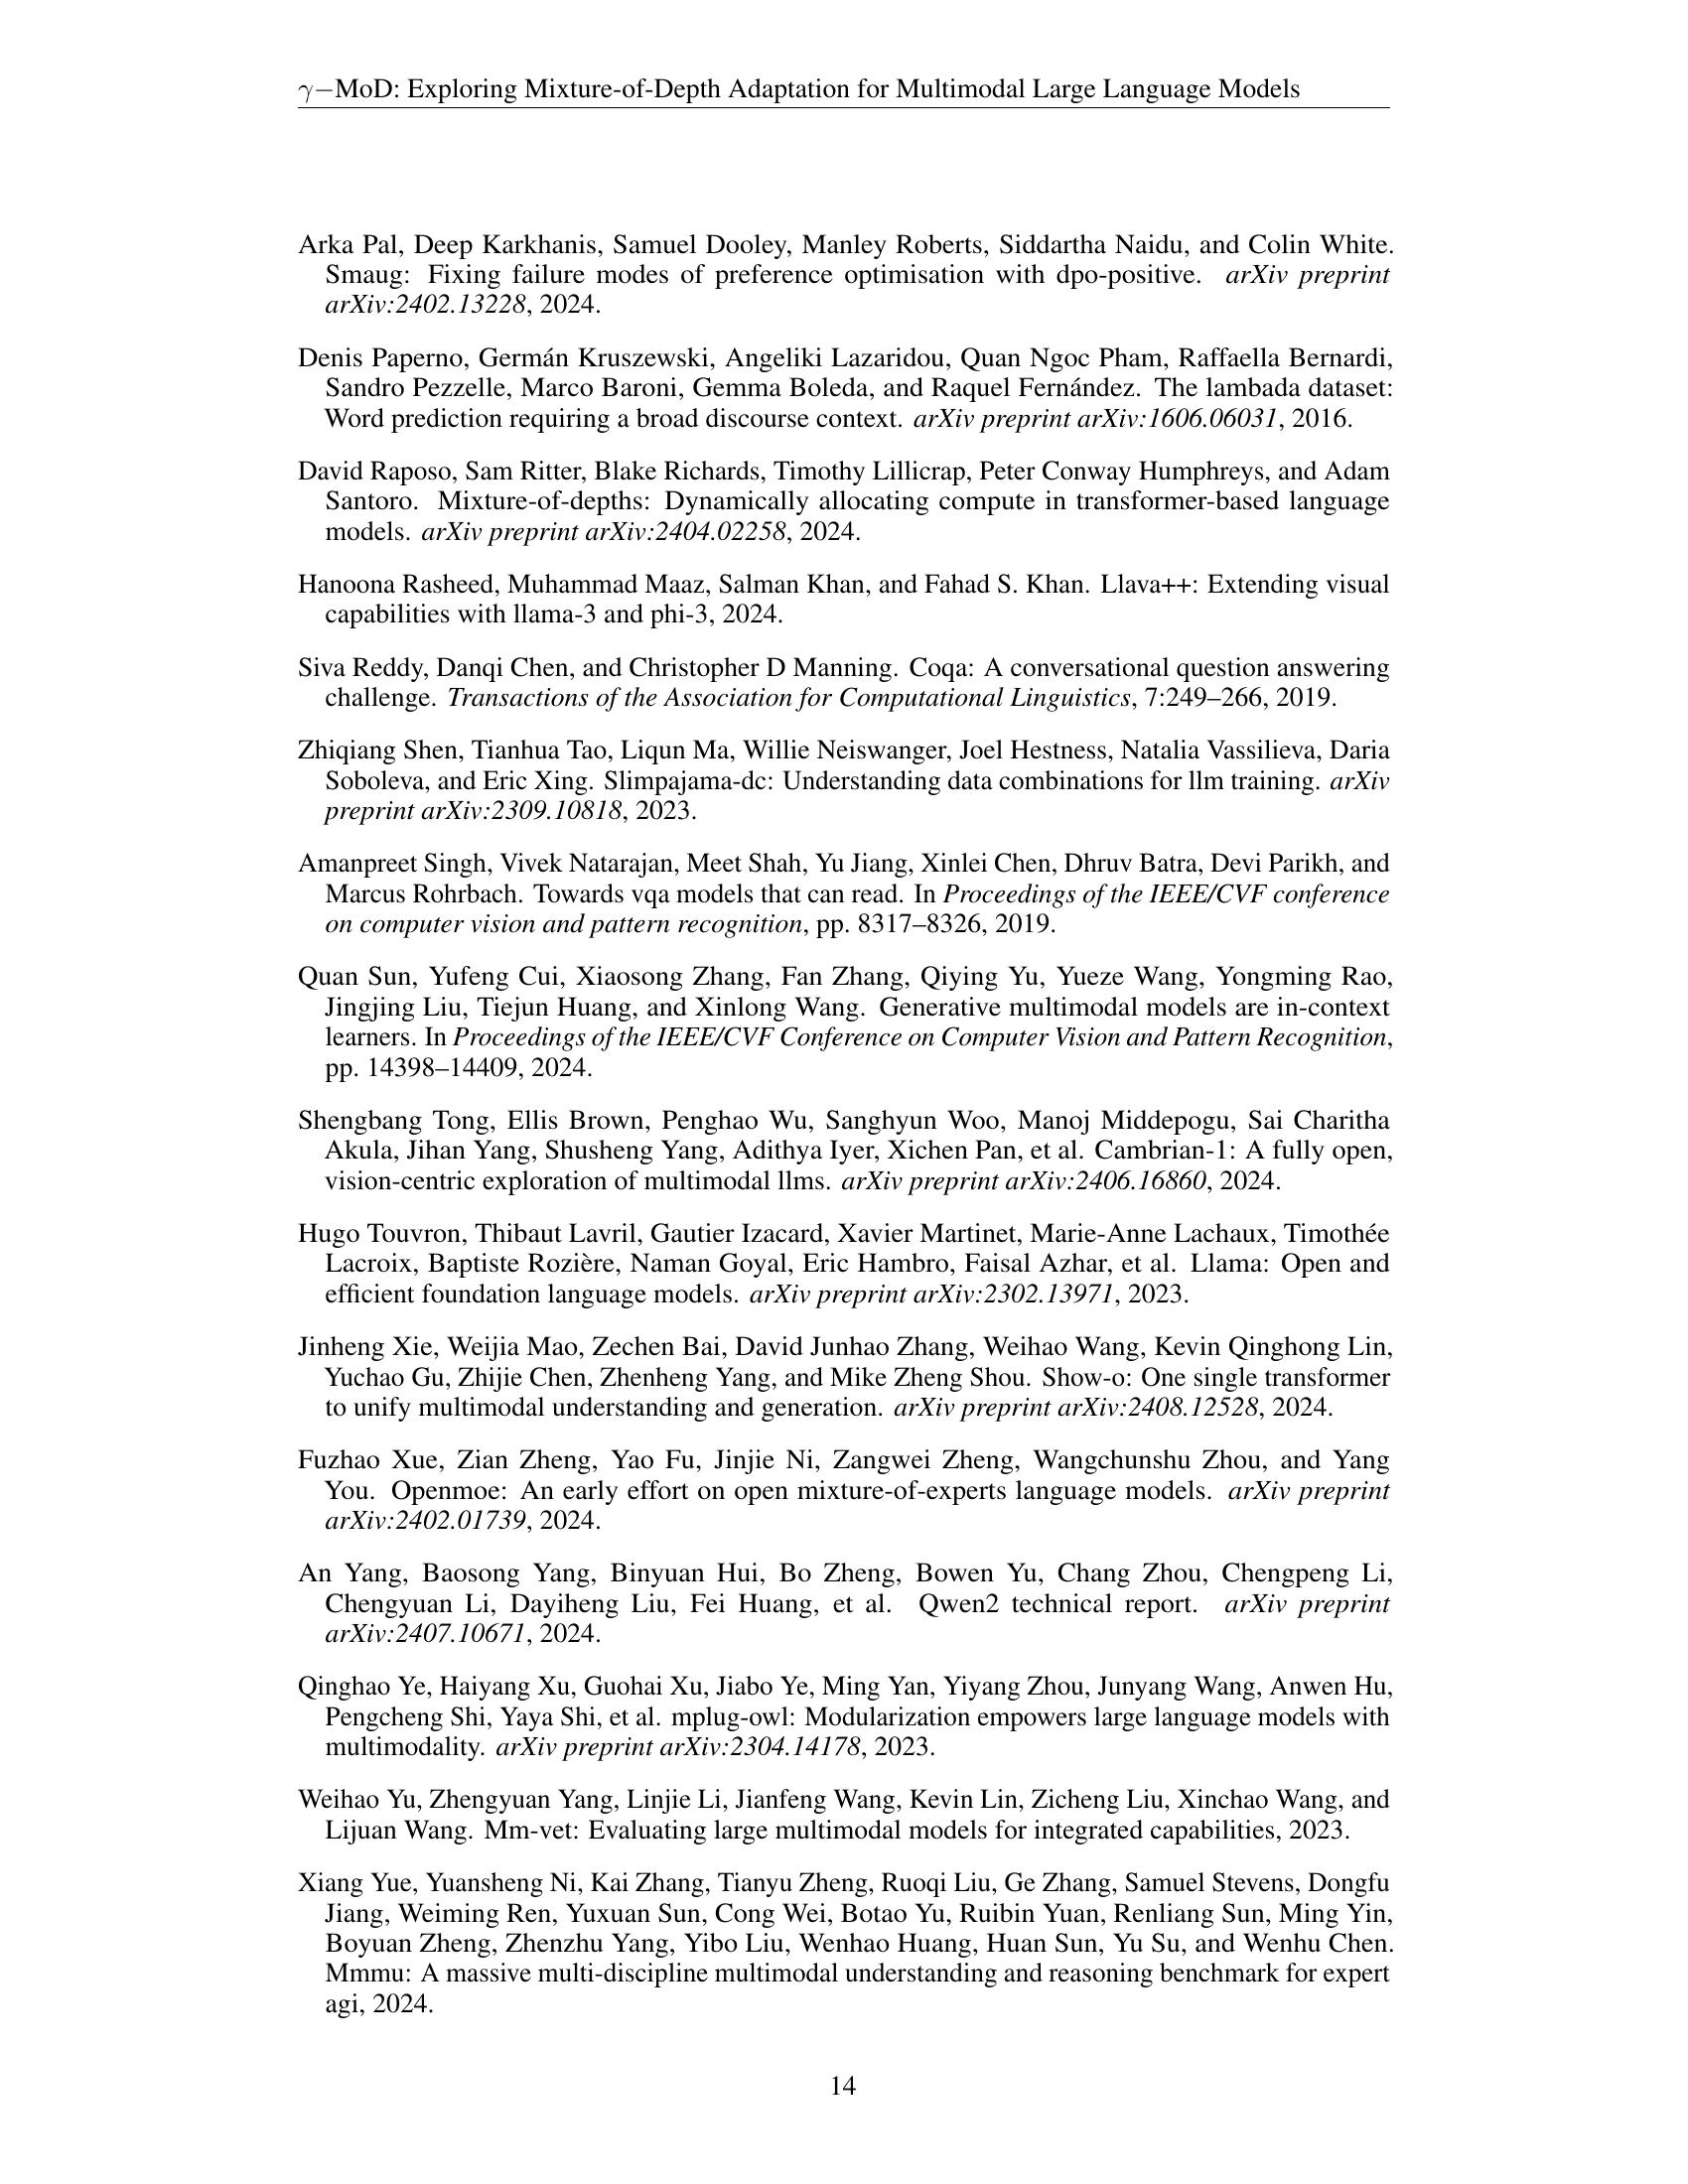 γ−MoD: Exploring Mixture-of-Depth Adaptation for Multimodal Large Language Models
Arka Pal, Deep Karkhanis, Samuel Dooley, Manley Roberts, Siddartha Naidu, and Colin White.
Smaug: Fixing failure modes of preference optimisation with dpo-positive. arXiv preprint
arXiv:2402.13228, 2024.
Denis Paperno, Germán Kruszewski, Angeliki Lazaridou, Quan Ngoc Pham, Raffaella Bernardi,
Sandro Pezzelle, Marco Baroni, Gemma Boleda, and Raquel Fernández. The lambada dataset:
Word prediction requiring a broad discourse context. arXiv preprint arXiv:1606.06031, 2016.
David Raposo, Sam Ritter, Blake Richards, Timothy Lillicrap, Peter Conway Humphreys, and Adam
Santoro. Mixture-of-depths: Dynamically allocating compute in transformer-based language
models. arXiv preprint arXiv:2404.02258, 2024.
Hanoona Rasheed, Muhammad Maaz, Salman Khan, and Fahad S. Khan. Llava++: Extending visual
capabilities with llama-3 and phi-3, 2024.
Siva Reddy, Danqi Chen, and Christopher D Manning. Coqa: A conversational question answering
challenge. Transactions of the Association for Computational Linguistics, 7:249–266, 2019.
Zhiqiang Shen, Tianhua Tao, Liqun Ma, Willie Neiswanger, Joel Hestness, Natalia Vassilieva, Daria
Soboleva, and Eric Xing. Slimpajama-dc: Understanding data combinations for llm training. arXiv
preprint arXiv:2309.10818, 2023.
Amanpreet Singh, Vivek Natarajan, Meet Shah, Yu Jiang, Xinlei Chen, Dhruv Batra, Devi Parikh, and
Marcus Rohrbach. Towards vqa models that can read. In Proceedings of the IEEE/CVF conference
on computer vision and pattern recognition, pp. 8317–8326, 2019.
Quan Sun, Yufeng Cui, Xiaosong Zhang, Fan Zhang, Qiying Yu, Yueze Wang, Yongming Rao,
Jingjing Liu, Tiejun Huang, and Xinlong Wang. Generative multimodal models are in-context
learners. In Proceedings of the IEEE/CVF Conference on Computer Vision and Pattern Recognition,
pp. 14398–14409, 2024.
Shengbang Tong, Ellis Brown, Penghao Wu, Sanghyun Woo, Manoj Middepogu, Sai Charitha
Akula, Jihan Yang, Shusheng Yang, Adithya Iyer, Xichen Pan, et al. Cambrian-1: A fully open,
vision-centric exploration of multimodal llms. arXiv preprint arXiv:2406.16860, 2024.
Hugo Touvron, Thibaut Lavril, Gautier Izacard, Xavier Martinet, Marie-Anne Lachaux, Timothée
Lacroix, Baptiste Rozière, Naman Goyal, Eric Hambro, Faisal Azhar, et al. Llama: Open and
efficient foundation language models. arXiv preprint arXiv:2302.13971, 2023.
Jinheng Xie, Weijia Mao, Zechen Bai, David Junhao Zhang, Weihao Wang, Kevin Qinghong Lin,
Yuchao Gu, Zhijie Chen, Zhenheng Yang, and Mike Zheng Shou. Show-o: One single transformer
to unify multimodal understanding and generation. arXiv preprint arXiv:2408.12528, 2024.
Fuzhao Xue, Zian Zheng, Yao Fu, Jinjie Ni, Zangwei Zheng, Wangchunshu Zhou, and Yang
You. Openmoe: An early effort on open mixture-of-experts language models. arXiv preprint
arXiv:2402.01739, 2024.
An Yang, Baosong Yang, Binyuan Hui, Bo Zheng, Bowen Yu, Chang Zhou, Chengpeng Li,
Chengyuan Li, Dayiheng Liu, Fei Huang, et al. Qwen2 technical report. arXiv preprint
arXiv:2407.10671, 2024.
Qinghao Ye, Haiyang Xu, Guohai Xu, Jiabo Ye, Ming Yan, Yiyang Zhou, Junyang Wang, Anwen Hu,
Pengcheng Shi, Yaya Shi, et al. mplug-owl: Modularization empowers large language models with
multimodality. arXiv preprint arXiv:2304.14178, 2023.
Weihao Yu, Zhengyuan Yang, Linjie Li, Jianfeng Wang, Kevin Lin, Zicheng Liu, Xinchao Wang, and
Lijuan Wang. Mm-vet: Evaluating large multimodal models for integrated capabilities, 2023.
Xiang Yue, Yuansheng Ni, Kai Zhang, Tianyu Zheng, Ruoqi Liu, Ge Zhang, Samuel Stevens, Dongfu
Jiang, Weiming Ren, Yuxuan Sun, Cong Wei, Botao Yu, Ruibin Yuan, Renliang Sun, Ming Yin,
Boyuan Zheng, Zhenzhu Yang, Yibo Liu, Wenhao Huang, Huan Sun, Yu Su, and Wenhu Chen.
Mmmu: A massive multi-discipline multimodal understanding and reasoning benchmark for expert
agi, 2024.
14